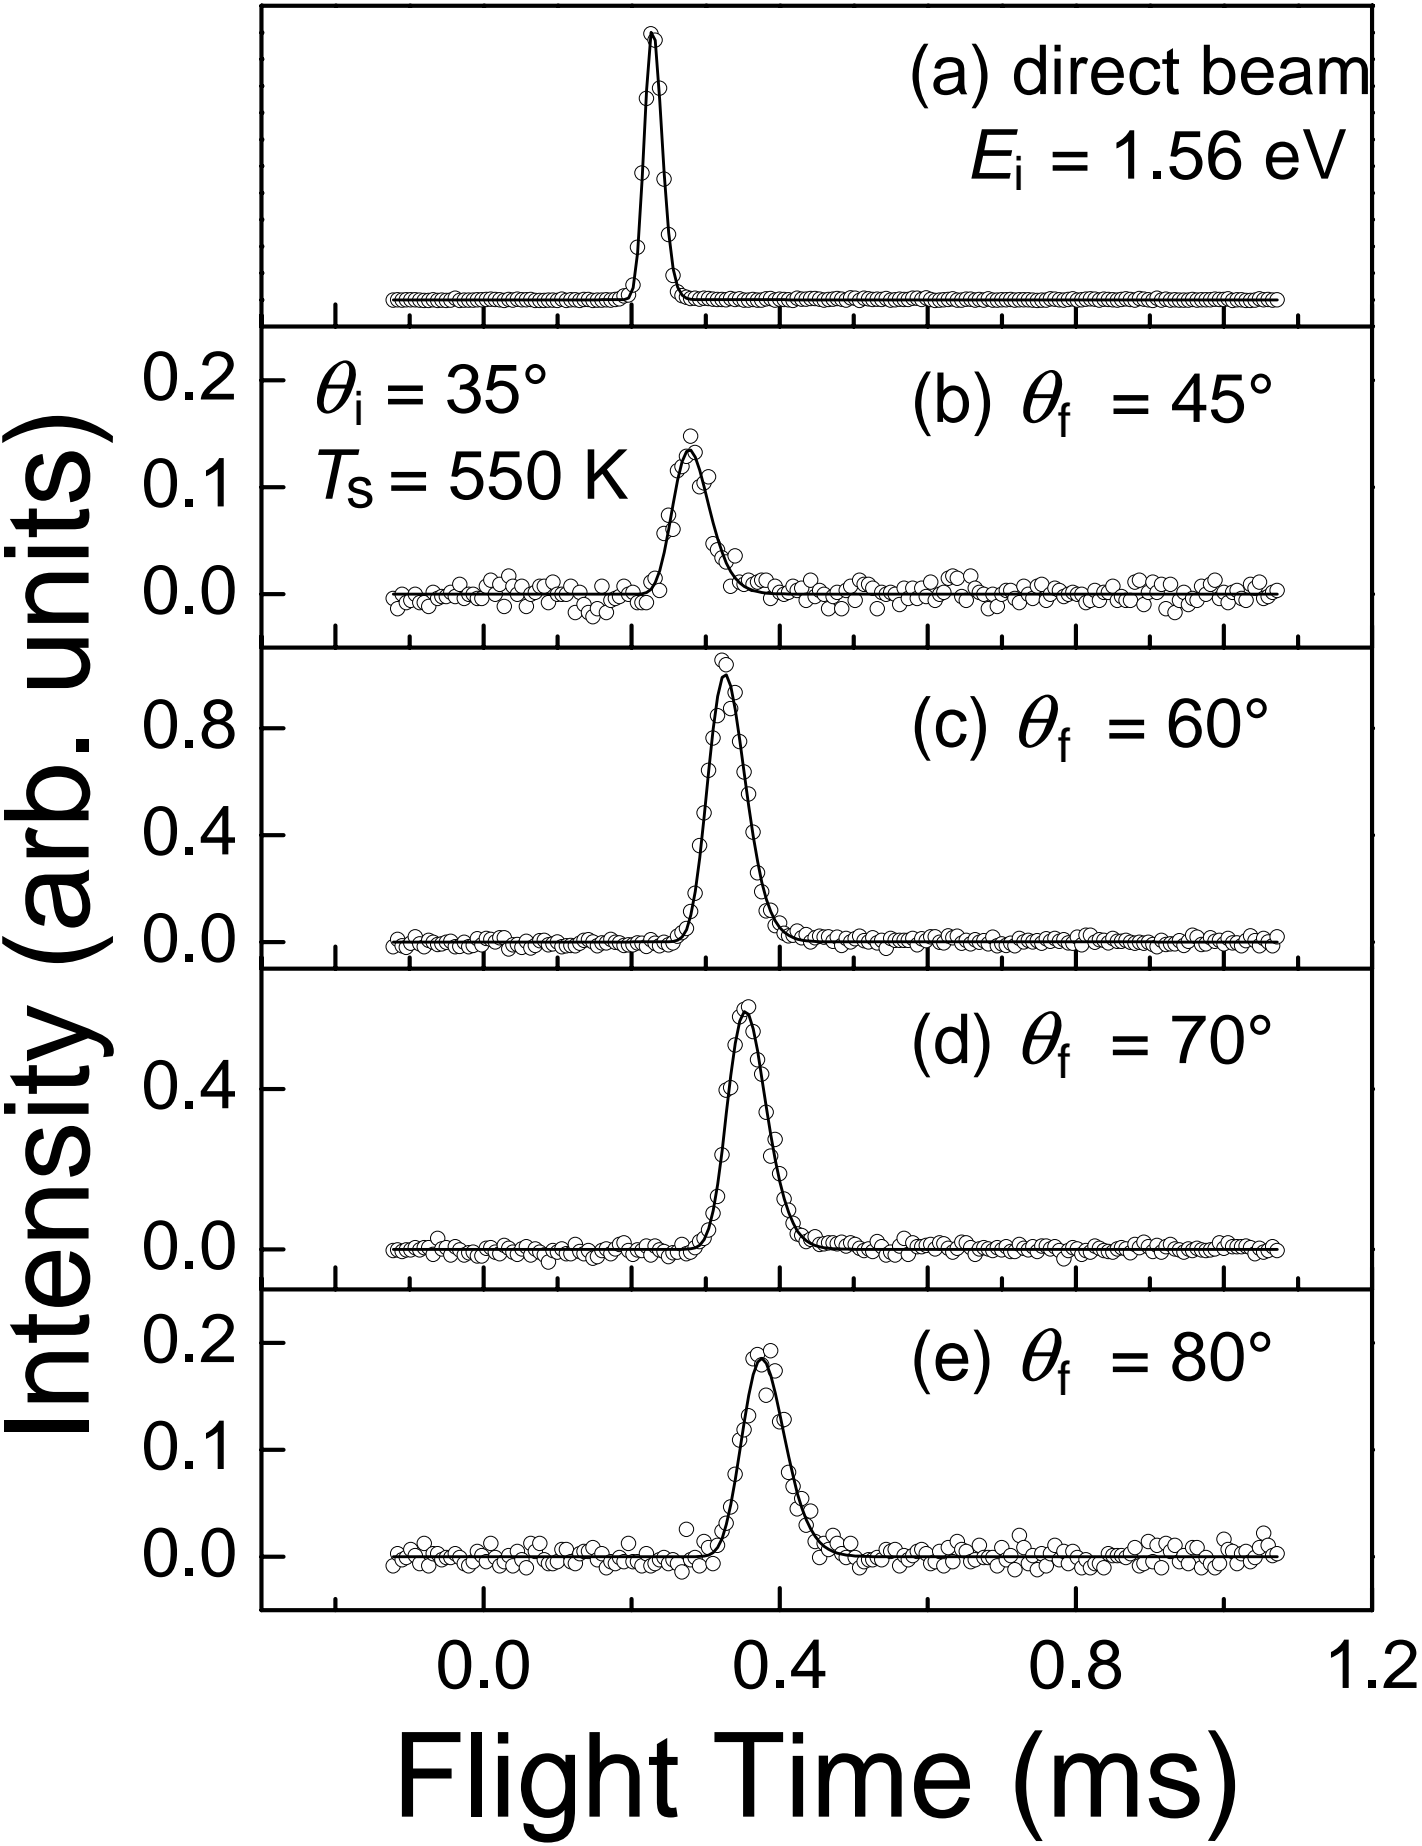 (a) direct beam
Eᵢ = 1.56 eV
0.2
0.1
0.0
θᵢ = 35°
Tₛ = 550 K
(b) θf = 45°
0.8
0.4
0.0
(c) θf = 60°
0.4
0.0
(d) θf = 70°
0.2
0.1
0.0
(e) θf = 80°
Intensity (arb. units)
0.0 0.4 0.8 1.2
Flight Time (ms)